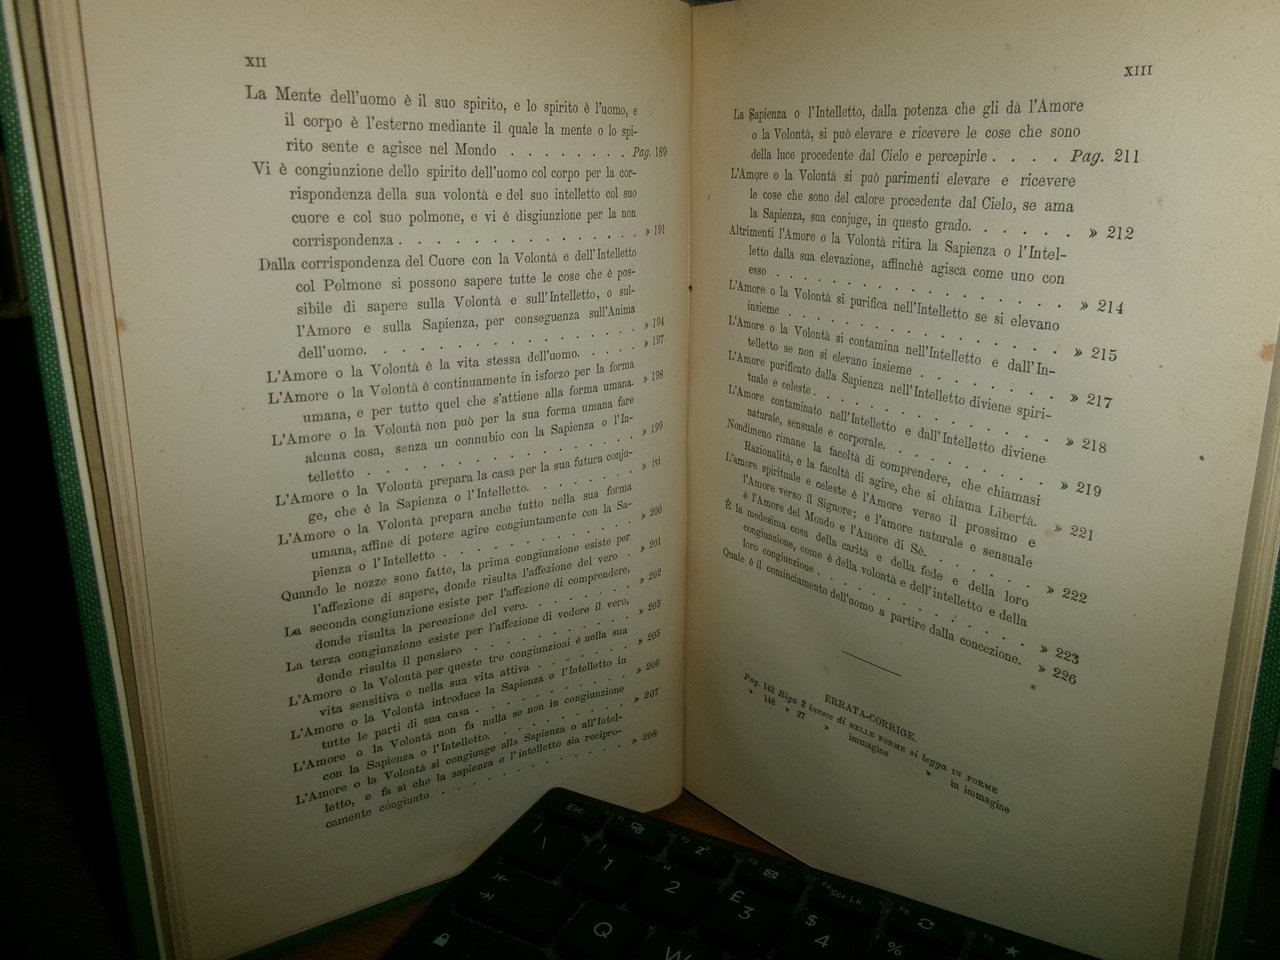 XII
La Mente dell'uomo è il suo spirito, e lo spirito è l'uomo, e
il corpo è l'esterno mediante il quale la mente o lo spi-
rito sente e agisce nel Mondo . . . . . . . . Pag. 189
Vi è congiunzione dello spirito dell'uomo col corpo per la cor-
rispondenza della sua volontà e del suo intelletto col suo
cuore e col suo polmone, e vi è disgiunzione per la non
corrispondenza . . . . . . . . . . . . . . » 191
Dalla corrispondenza del Cuore con la Volontà e dell'Intelletto
col Polmone si possono sapere tutte le cose che è pos-
sibile di sapere sulla Volontà e sull'Intelletto, o sul-
l'Amore e sulla Sapienza, per conseguenza sull'Anima
dell'uomo. . . . . . . . . . . . . . . . » 194
L'Amore o la Volontà è la vita stessa dell'uomo. . . . . » 197
L'Amore o la Volontà è continuamente in isforzo per la forma
umana, e per tutto quel che s'attiene alla forma umana. » 198
L'Amore o la Volontà non può per la sua forma umana fare
alcuna cosa, senza un connubio con la Sapienza o l'In-
telletto . . . . . . . . . . . . . . . . » 199
L'Amore o la Volontà prepara la casa per la sua futura conju-
ge, che è la Sapienza o l'Intelletto. . . . . . . . » ivi
L'Amore o la Volontà prepara anche tutto nella sua forma
umana, affine di potere agire congiuntamente con la Sa-
pienza o l'Intelletto . . . . . . . . . . . . » 200
Quando le nozze sono fatte, la prima congiunzione esiste per
l'affezione di sapere, donde risulta l'affezione del vero . » 201
La seconda congiunzione esiste per l'affezione di comprendere,
donde risulta la percezione del vero. . . . . . . . » 202
La terza congiunzione esiste per l'affezione di vedere il vero,
donde risulta il pensiero . . . . . . . . . . . » 203
L'Amore o la Volontà per queste tre congiunzioni è nella sua
vita sensitiva e nella sua vita attiva . . . . . . . » 205
L'Amore o la Volontà introduce la Sapienza o l'Intelletto in
tutte le parti di sua casa . . . . . . . . . . . » 206
L'Amore o la Volontà non fa nulla se non in congiunzione
con la Sapienza o l'Intelletto. . . . . . . . . . » 207
L'Amore o la Volontà si congiunge alla Sapienza o all'Intel-
letto, e fa sì che la sapienza o l'intelletto sia recipro-
camente congiunto . . . . . . . . . . . . . » 208
XIII
La Sapienza o l'Intelletto, dalla potenza che gli dà l'Amore
o la Volontà, si può elevare e ricevere le cose che sono
della luce procedente dal Cielo e percepirle . . . . Pag. 211
L'Amore o la Volontà si può parimenti elevare e ricevere
le cose che sono del calore procedente dal Cielo, se ama
la Sapienza, sua conjuge, in questo grado. . . . . . » 212
Altrimenti l'Amore o la Volontà ritira la Sapienza o l'Intel-
letto dalla sua elevazione, affinchè agisca come uno con
esso . . . . . . . . . . . . . . . . . » 214
L'Amore o la Volontà si purifica nell'Intelletto se si elevano
insieme . . . . . . . . . . . . . . . . » 215
L'Amore o la Volontà si contamina nell'Intelletto e dall'In-
telletto se non si elevano insieme . . . . . . . . » 217
L'Amore purificato dalla Sapienza nell'Intelletto diviene spiri-
tuale e celeste . . . . . . . . . . . . . . » 218
L'Amore contaminato nell'Intelletto e dall'Intelletto diviene
naturale, sensuale e corporale. . . . . . . . . . » 219
Nondimeno rimane la facoltà di comprendere, che chiamasi
Razionalità, e la facoltà di agire, che si chiama Libertà. » 221
L'amore spirituale e celeste è l'Amore verso il prossimo e
l'Amore verso il Signore; e l'amore naturale e sensuale
è l'Amore del Mondo e l'Amore di Sè. . . . . . . . » 222
È la medesima cosa della carità e della fede e della loro
congiunzione, come è della volontà e dell'intelletto e della
loro congiunzione . . . . . . . . . . . . . » 223
Quale è il cominciamento dell'uomo a partire dalla concezione. » 226
ERRATA-CORRIGE.
Pag. 142 Riga 2 invece di NELLE FORME si legga IN FORME
» 148 » 27 » immagine » in immagine
Esc
F1
F2
F3
F4
Scr Lk
F5
F6
|
\
!
1
"
2
£
3
$
4
%
Q
W